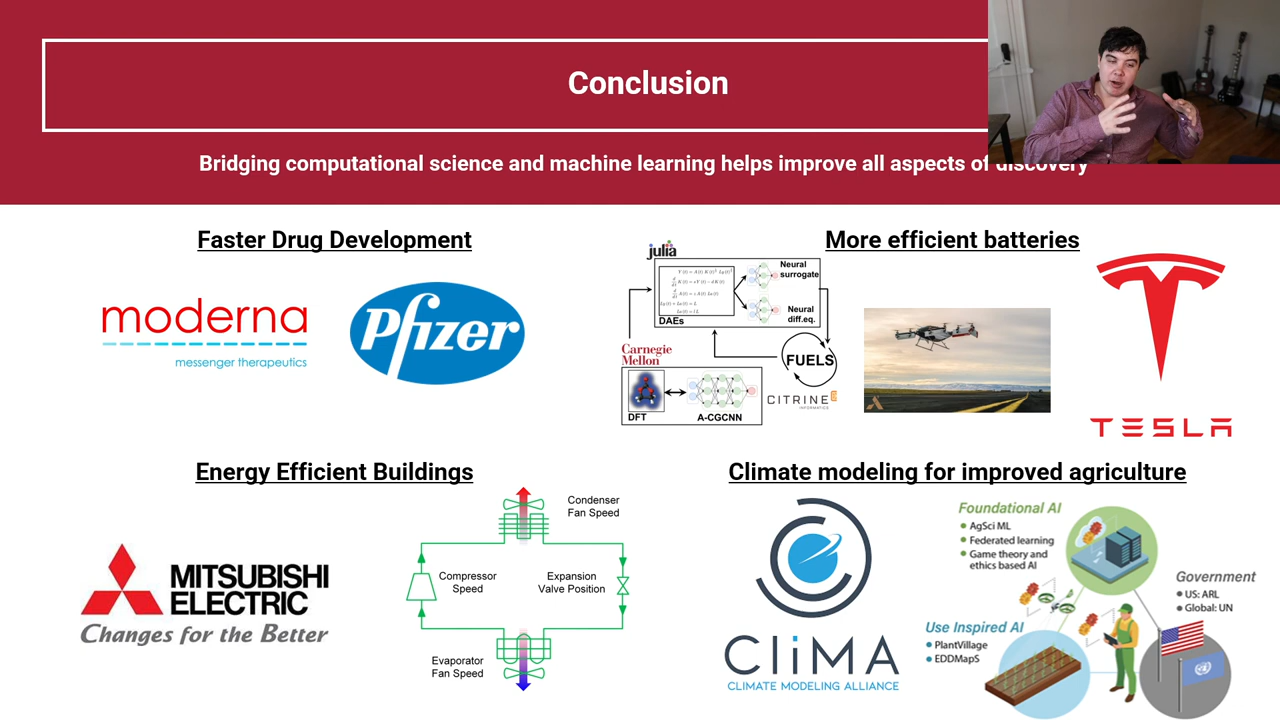 Conclusion
Bridging computational science and machine learning helps improve all aspects of discovery
Faster Drug Development
moderna
messenger therapeutics
Pfizer
More efficient batteries
julia
Neural
surrogate
Neural
diff.eq.
DAEs
Carnegie
Mellon
FUELS
CITRINE
INFORMATICS
DFT
A-CGCNN
TESLA
Energy Efficient Buildings
MITSUBISHI
ELECTRIC
Changes for the Better
Condenser
Fan Speed
Compressor
Speed
Expansion
Valve Position
Evaporator
Fan Speed
Climate modeling for improved agriculture
CliMA
CLIMATE MODELING ALLIANCE
Foundational AI
AgSci ML
Federated learning
Game theory and
ethics based AI
Government
US: ARL
Global: UN
Use Inspired AI
PlantVillage
EDDMapS